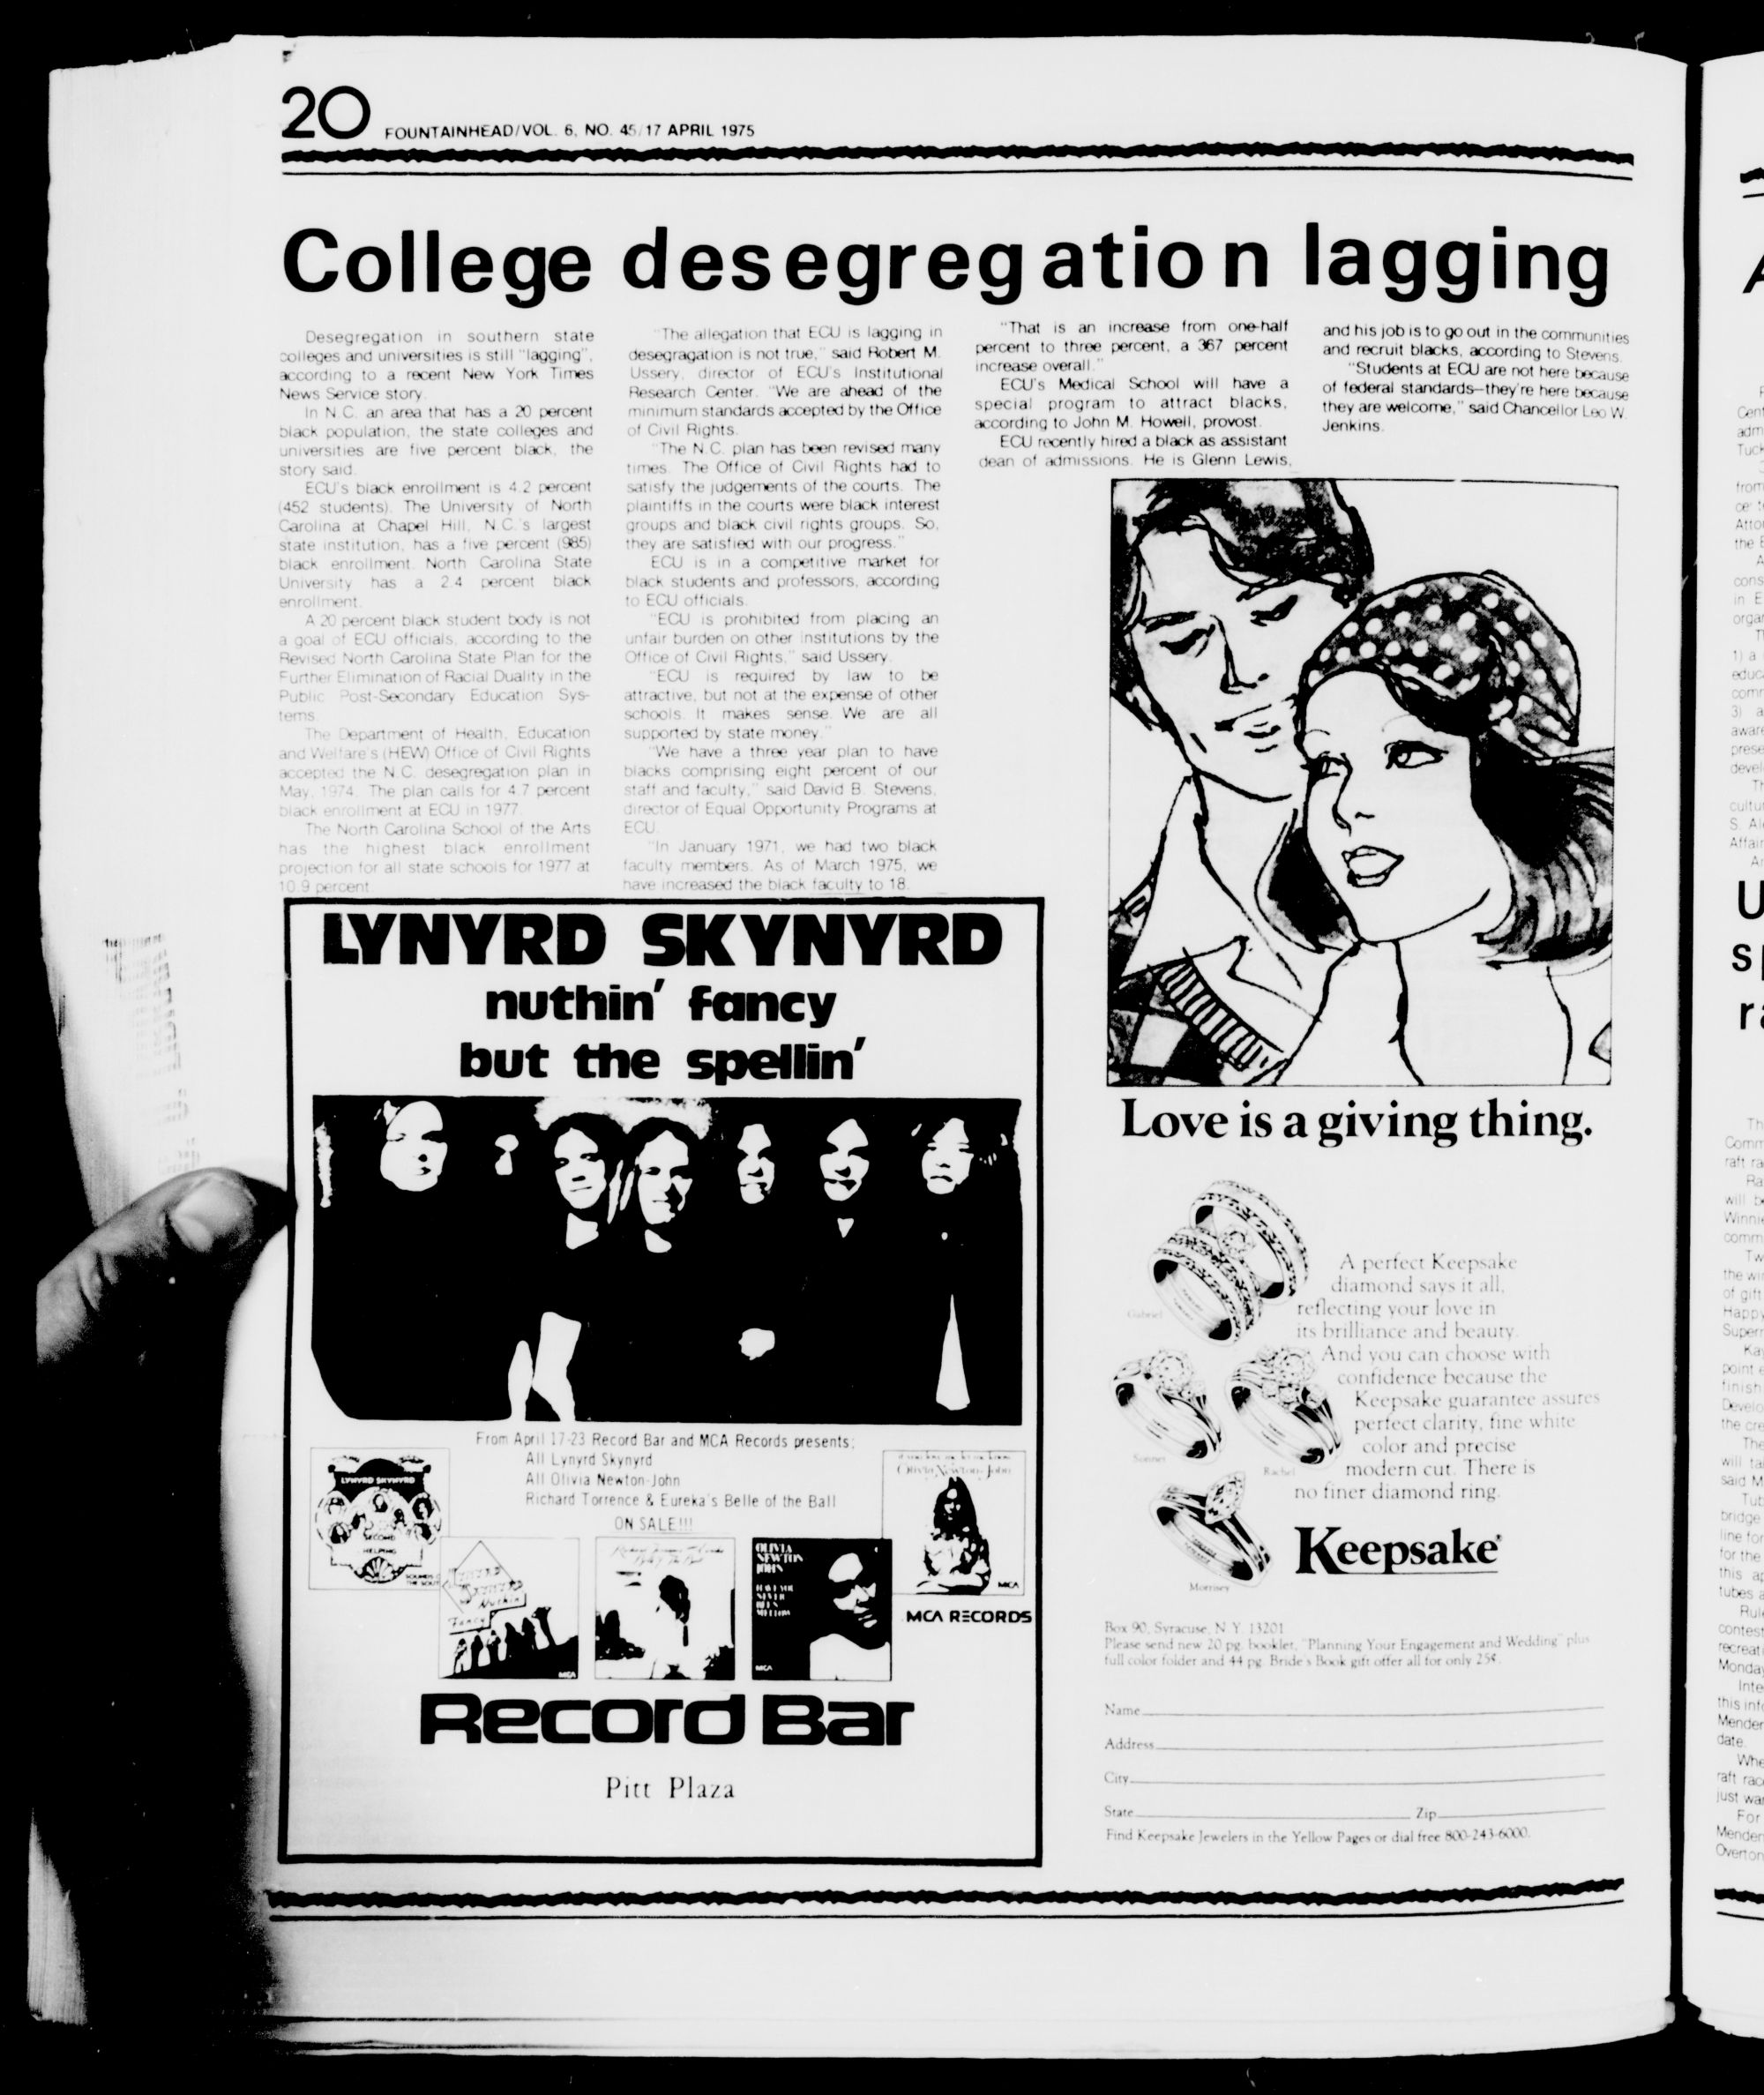 20
FOUNTAINHEAD/VOL. 6, NO. 45/17 APRIL 1975
College desegregation lagging
Desegregation in southern state
colleges and universities is still "lagging",
according to a recent New York Times
News Service story.
In N.C. an area that has a 20 percent
black population, the state colleges and
universities are five percent black, the
story said.
ECU's black enrollment is 4.2 percent
(452 students). The University of North
Carolina at Chapel Hill, N.C.'s largest
state institution, has a five percent (985)
black enrollment. North Carolina State
University has a 2.4 percent black
enrollment.
A 20 percent black student body is not
a goal of ECU officials, according to the
Revised North Carolina State Plan for the
Further Elimination of Racial Duality in the
Public Post-Secondary Education Sys-
tems.
The Department of Health, Education
and Welfare's (HEW) Office of Civil Rights
accepted the N.C. desegregation plan in
May, 1974. The plan calls for 4.7 percent
black enrollment at ECU in 1977.
The North Carolina School of the Arts
has the highest black enrollment
projection for all state schools for 1977 at
10.9 percent.
"The allegation that ECU is lagging in
desegragation is not true," said Robert M.
Ussery, director of ECU's Institutional
Research Center. "We are ahead of the
minimum standards accepted by the Office
of Civil Rights.
"The N.C. plan has been revised many
times. The Office of Civil Rights had to
satisfy the judgements of the courts. The
plaintiffs in the courts were black interest
groups and black civil rights groups. So,
they are satisfied with our progress."
ECU is in a competitive market for
black students and professors, according
to ECU officials.
"ECU is prohibited from placing an
unfair burden on other institutions by the
Office of Civil Rights," said Ussery.
"ECU is required by law to be
attractive, but not at the expense of other
schools. It makes sense. We are all
supported by state money."
"We have a three year plan to have
blacks comprising eight percent of our
staff and faculty," said David B. Stevens,
director of Equal Opportunity Programs at
ECU.
"In January 1971, we had two black
faculty members. As of March 1975, we
have increased the black faculty to 18.
"That is an increase from one-half
percent to three percent, a 367 percent
increase overall."
ECU's Medical School will have a
special program to attract blacks,
according to John M. Howell, provost.
ECU recently hired a black as assistant
dean of admissions. He is Glenn Lewis,
and his job is to go out in the communities
and recruit blacks, according to Stevens.
"Students at ECU are not here because
of federal standards--they're here because
they are welcome," said Chancellor Leo W.
Jenkins.
LYNYRD SKYNYRD
nuthin' fancy
but the spellin'
From April 17-23 Record Bar and MCA Records presents;
All Lynyrd Skynyrd
All Olivia Newton-John
Richard Torrence & Eureka's Belle of the Ball
ON SALE!!!
LYNYRD SKYNYRD
SECOND
HELPING
Olivia Newton-John
MCA
Lynyrd
Skynyrd
Nuthin'
Fancy
MCA
OLIVIA
NEWTON
JOHN
HAVE YOU
NEVER
BEEN
MELLOW
MCA
MCA RECORDS
Record Bar
Pitt Plaza
Love is a giving thing.
A perfect Keepsake
diamond says it all,
reflecting your love in
its brilliance and beauty.
And you can choose with
confidence because the
Keepsake guarantee assures
perfect clarity, fine white
color and precise
modern cut. There is
no finer diamond ring.
Gabriel
Sonnet
Rachel
Morrisey
Keepsake®
Box 90, Syracuse, N.Y. 13201
Please send new 20 pg. booklet, "Planning Your Engagement and Wedding" plus
full color folder and 44 pg. Bride's Book gift offer all for only 25¢.
Name
Address
City
State Zip
Find Keepsake Jewelers in the Yellow Pages or dial free 800-243-6000.